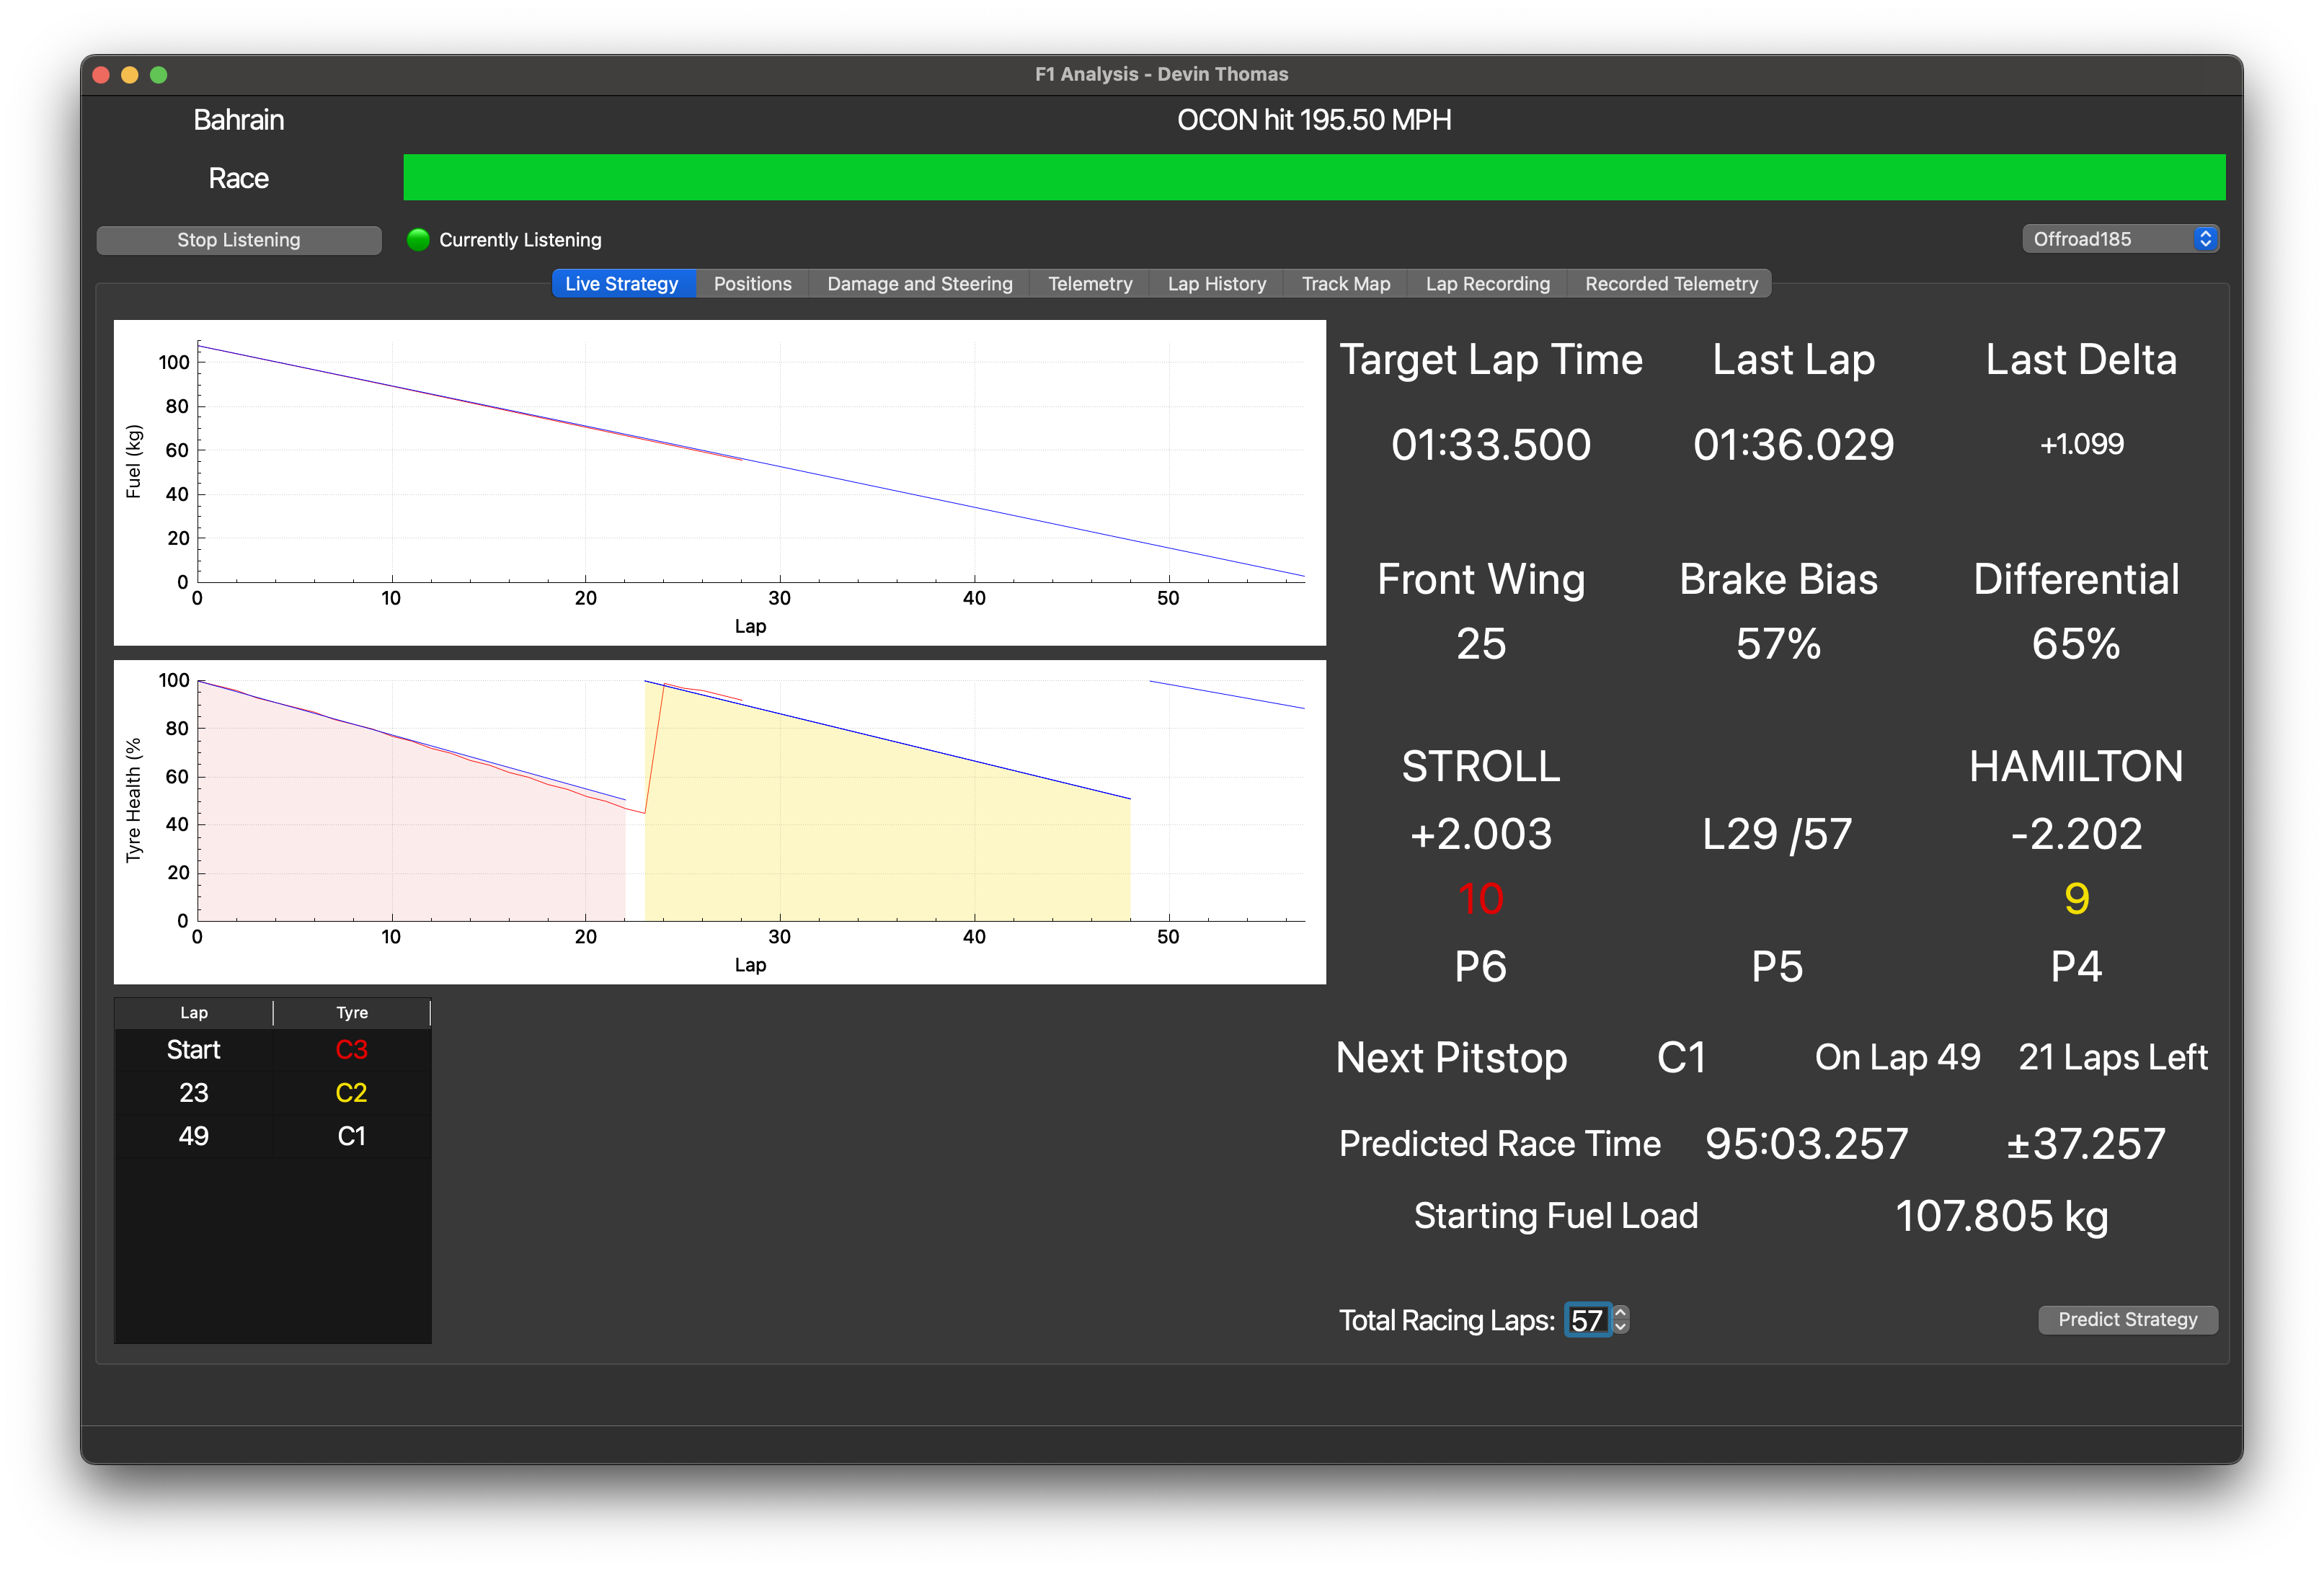 F1 Analysis - Devin Thomas
Bahrain
OCON hit 195.50 MPH
Race
Stop Listening
Currently Listening
Offroad185
Live Strategy Positions Damage and Steering Telemetry Lap History Track Map Lap Recording Recorded Telemetry
Fuel (kg)
100
80
60
40
20
0
0 10 20 30 40 50
Lap
Tyre Health (%
100
80
60
40
20
0
0 10 20 30 40 50
Lap
Lap Tyre
Start C3
23 C2
49 C1
Target Lap Time Last Lap Last Delta
01:33.500 01:36.029 +1.099
Front Wing Brake Bias Differential
25 57% 65%
STROLL HAMILTON
+2.003 L29 /57 -2.202
10 9
P6 P5 P4
Next Pitstop C1 On Lap 49 21 Laps Left
Predicted Race Time 95:03.257 ±37.257
Starting Fuel Load 107.805 kg
Total Racing Laps: 57
Predict Strategy